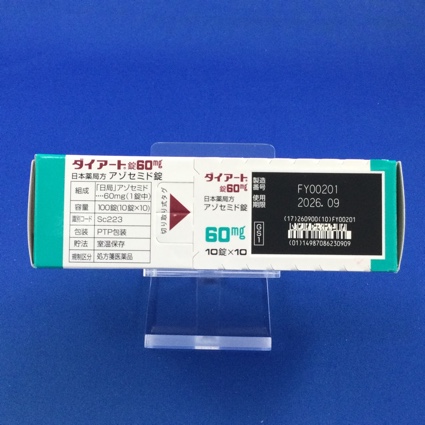 ダイアート錠60mg
日本薬局方 アゾセミド錠
組成 「日局」アゾセミド
…60mg(1錠中)
容量 100錠(10錠×10)
識別コード Sc223
包装 PTP包装
貯法 室温保存
規制区分 処方箋医薬品
切り取り式タグ
ダイアート錠60mg
日本薬局方
アゾセミド錠
60mg
10錠×10
製造番号 FY00201
使用期限 2026.09
GS1
(17)260900(10)FY00201
(01)14987086230909